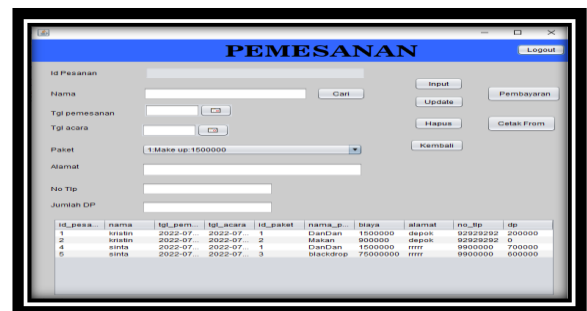 PEMESANAN
Logout
Id Pesanan
Nama
Cari
Input
Pembayaran
Update
Tgl pemesanan
Tgl acara
Hapus
Cetak From
Paket
1:Make up:1500000
Kembali
Alamat
No Tlp
Jumlah DP
id_pesa... nama tgl_pem... tgl_acara id_paket nama_p... biaya alamat no_tlp dp
1 kristin 2022-07... 2022-07... 1 DanDan 1500000 depok 92929292 200000
2 kristin 2022-07... 2022-07... 2 Makan 900000 depok 92929292 0
4 sinta 2022-07... 2022-07... 1 DanDan 1500000 rrrrr 9900000 700000
5 sinta 2022-07... 2022-07... 3 blackdrop 75000000 rrrrr 9900000 600000